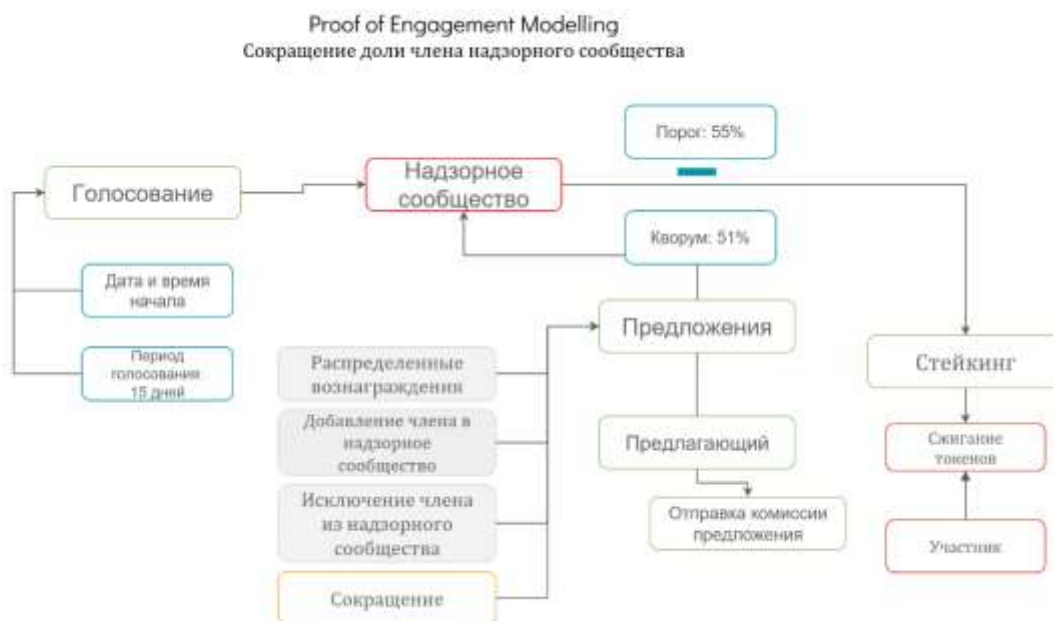 Proof of Engagement Modelling
Сокращение доли члена надзорного сообщества
Порог: 55%
Голосование
Надзорное
сообщество
Кворум: 51%
Дата и время
начала
Предложения
Период
голосования
15 дней
Распределенные
вознаграждения
Стейкинг
Добавление члена в
надзорное
сообщество
Предлагающий
Сжигание
токенов
Исключение члена
из надзорного
сообщества
Отправка комиссии
предложения
Участник
Сокращение